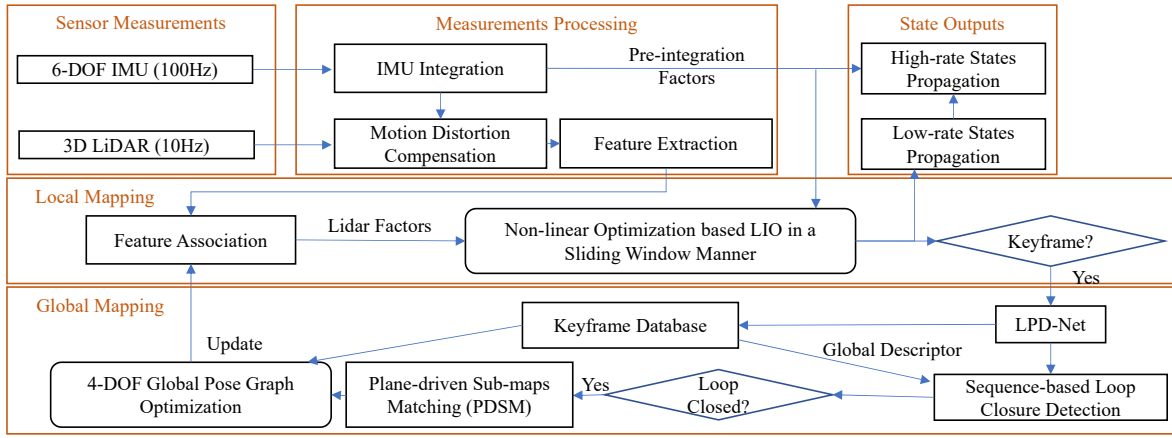 Sensor Measurements
Measurements Processing
State Outputs
6-DOF IMU (100Hz)
IMU Integration
Pre-integration
Factors
High-rate States
Propagation
3D LiDAR (10Hz)
Motion Distortion
Compensation
Feature Extraction
Low-rate States
Propagation
Local Mapping
Feature Association
Lidar Factors
Non-linear Optimization based LIO in a
Sliding Window Manner
Keyframe?
Yes
Global Mapping
Keyframe Database
LPD-Net
Update
Global Descriptor
4-DOF Global Pose Graph
Optimization
Plane-driven Sub-maps
Matching (PDSM)
Yes
Loop
Closed?
Sequence-based Loop
Closure Detection